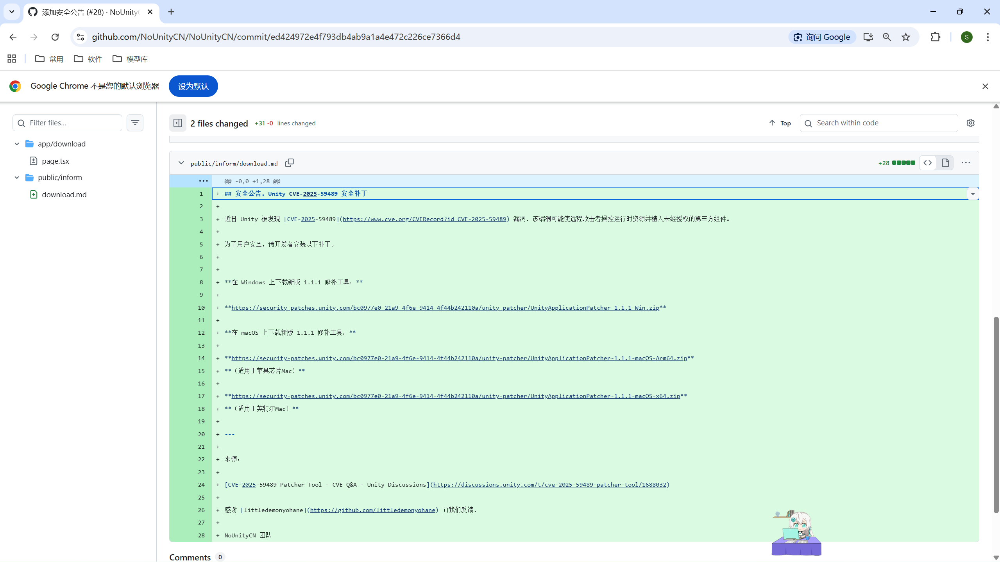 添加安全公告 (#28) · NoUnityC
github.com/NoUnityCN/NoUnityCN/commit/ed424972e4f793db4ab9a1a4e472c226ce7366d4
询问 Google
S
常用
软件
模型库
Google Chrome 不是您的默认浏览器
设为默认
Filter files...
app/download
page.tsx
public/inform
download.md
2 files changed +31 -0 lines changed
Top
Search within code
public/inform/download.md
+28
@@ -0,0 +1,28 @@
1 + ## 安全公告：Unity CVE-2025-59489 安全补丁
2 +
3 + 近日 Unity 被发现 [CVE-2025-59489](https://www.cve.org/CVERecord?id=CVE-2025-59489) 漏洞. 该漏洞可能使远程攻击者操控运行时资源并植入未经授权的第三方组件。
4 +
5 + 为了用户安全，请开发者安装以下补丁。
6 +
7 +
8 + **在 Windows 上下载新版 1.1.1 修补工具：**
9 +
10 + **https://security-patches.unity.com/bc0977e0-21a9-4f6e-9414-4f44b242110a/unity-patcher/UnityApplicationPatcher-1.1.1-Win.zip**
11 +
12 + **在 macOS 上下载新版 1.1.1 修补工具：**
13 +
14 + **https://security-patches.unity.com/bc0977e0-21a9-4f6e-9414-4f44b242110a/unity-patcher/UnityApplicationPatcher-1.1.1-macOS-Arm64.zip**
15 + **（适用于苹果芯片Mac）**
16 +
17 + **https://security-patches.unity.com/bc0977e0-21a9-4f6e-9414-4f44b242110a/unity-patcher/UnityApplicationPatcher-1.1.1-macOS-x64.zip**
18 + **（适用于英特尔Mac）**
19 +
20 + ---
21 +
22 + 来源：
23 +
24 + [CVE-2025-59489 Patcher Tool - CVE Q&A - Unity Discussions](https://discussions.unity.com/t/cve-2025-59489-patcher-tool/1688032)
25 +
26 + 感谢 [littledemonyohane](https://github.com/littledemonyohane) 向我们反馈.
27 +
28 + NoUnityCN 团队
Comments 0